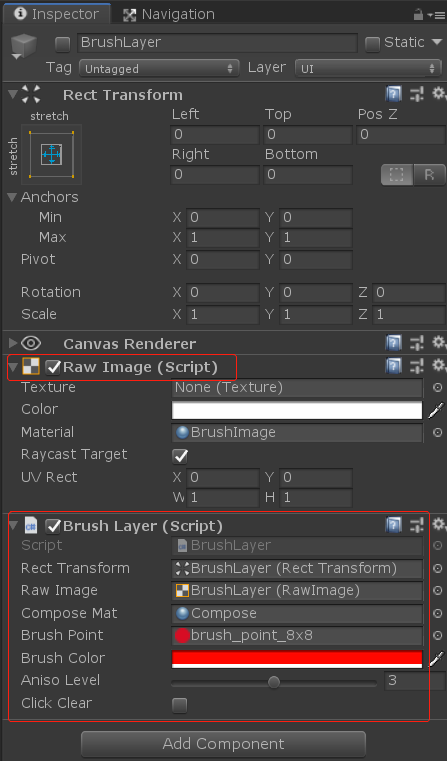 Inspector Navigation
BrushLayer Static
Tag Untagged Layer UI
Rect Transform
stretch Left Top Pos Z
stretch 0 0 0
Right Bottom
0 0 R
Anchors
Min X 0 Y 0
Max X 1 Y 1
Pivot X 0 Y 0
Rotation X 0 Y 0 Z 0
Scale X 1 Y 1 Z 1
Canvas Renderer
Raw Image (Script)
Texture None (Texture)
Color
Material BrushImage
Raycast Target
UV Rect X 0 Y 0
W 1 H 1
Brush Layer (Script)
Script BrushLayer
Rect Transform BrushLayer (Rect Transform)
Raw Image BrushLayer (RawImage)
Compose Mat Compose
Brush Point brush_point_8x8
Brush Color
Aniso Level 3
Click Clear
Add Component